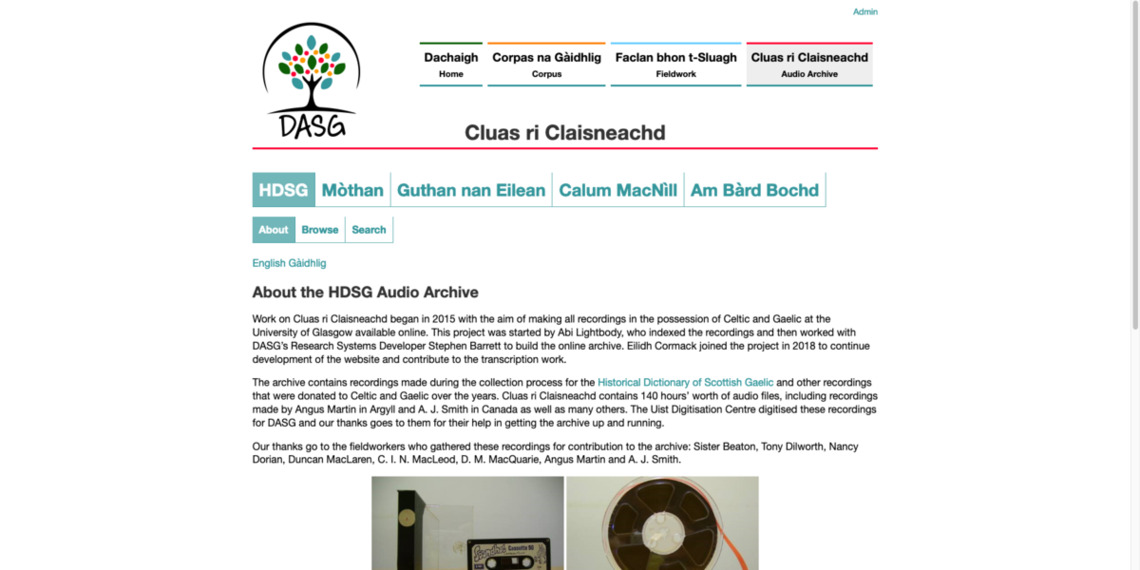 Admin
DASG
Dachaigh
Home
Corpas na Gàidhlig
Corpus
Faclan bhon t-Sluagh
Fieldwork
Cluas ri Claisneachd
Audio Archive
Cluas ri Claisneachd
HDSG
Mòthan
Guthan nan Eilean
Calum MacNìll
Am Bàrd Bochd
About
Browse
Search
English Gàidhlig
About the HDSG Audio Archive
Work on Cluas ri Claisneachd began in 2015 with the aim of making all recordings in the possession of Celtic and Gaelic at the
University of Glasgow available online. This project was started by Abi Lightbody, who indexed the recordings and then worked with
DASG's Research Systems Developer Stephen Barrett to build the online archive. Eilidh Cormack joined the project in 2018 to continue
development of the website and contribute to the transcription work.
The archive contains recordings made during the collection process for the Historical Dictionary of Scottish Gaelic and other recordings
that were donated to Celtic and Gaelic over the years. Cluas ri Claisneachd contains 140 hours' worth of audio files, including recordings
made by Angus Martin in Argyll and A. J. Smith in Canada as well as many others. The Uist Digitisation Centre digitised these recordings
for DASG and our thanks goes to them for their help in getting the archive up and running.
Our thanks go to the fieldworkers who gathered these recordings for contribution to the archive: Sister Beaton, Tony Dilworth, Nancy
Dorian, Duncan MacLaren, C. I. N. MacLeod, D. M. MacQuarie, Angus Martin and A. J. Smith.
Cassette 90